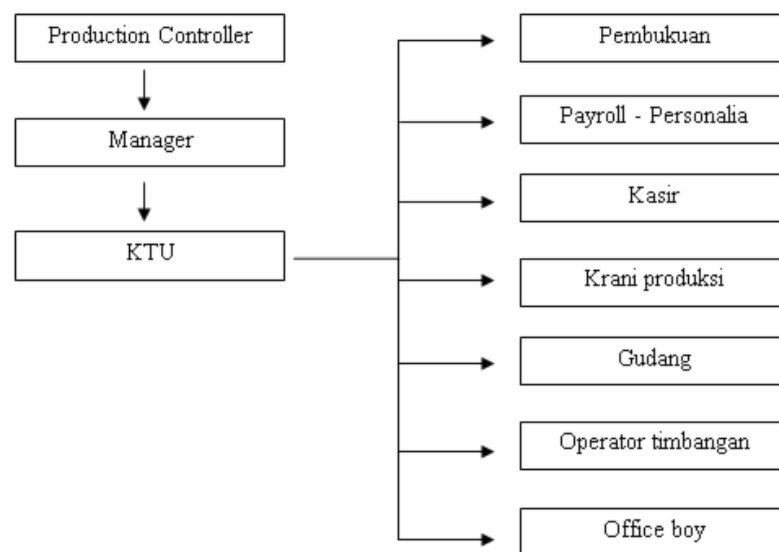 Production Controller
Manager
KTU
Pembukuan
Payroll - Personalia
Kasir
Krani produksi
Gudang
Operator timbangan
Office boy